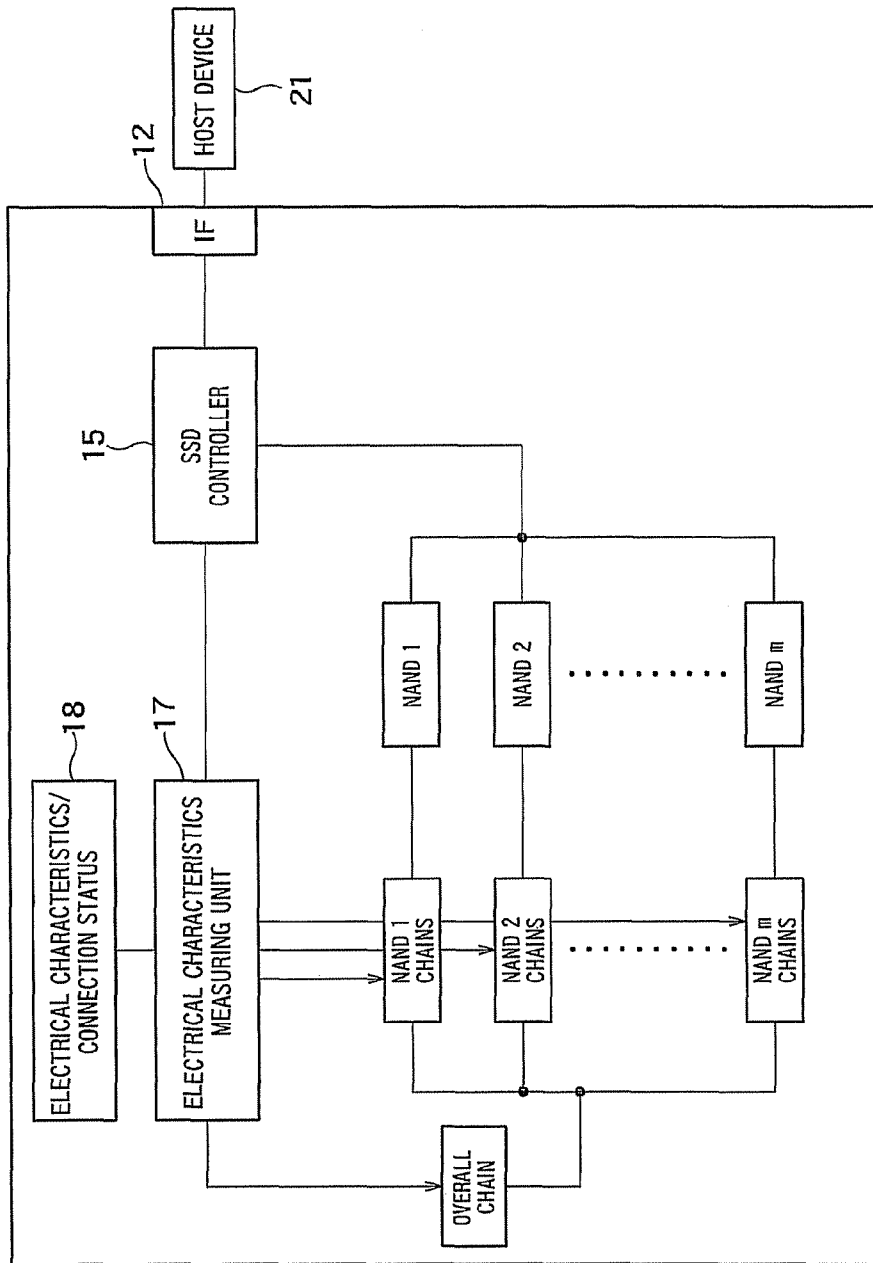 ELECTRICAL CHARACTERISTICS/
CONNECTION STATUS
18
ELECTRICAL CHARACTERISTICS
MEASURING UNIT
17
SSD
CONTROLLER
15
IF
12
HOST DEVICE
21
OVERALL
CHAIN
NAND 1
CHAINS
NAND 1
NAND 2
CHAINS
NAND 2
NAND m
CHAINS
NAND m